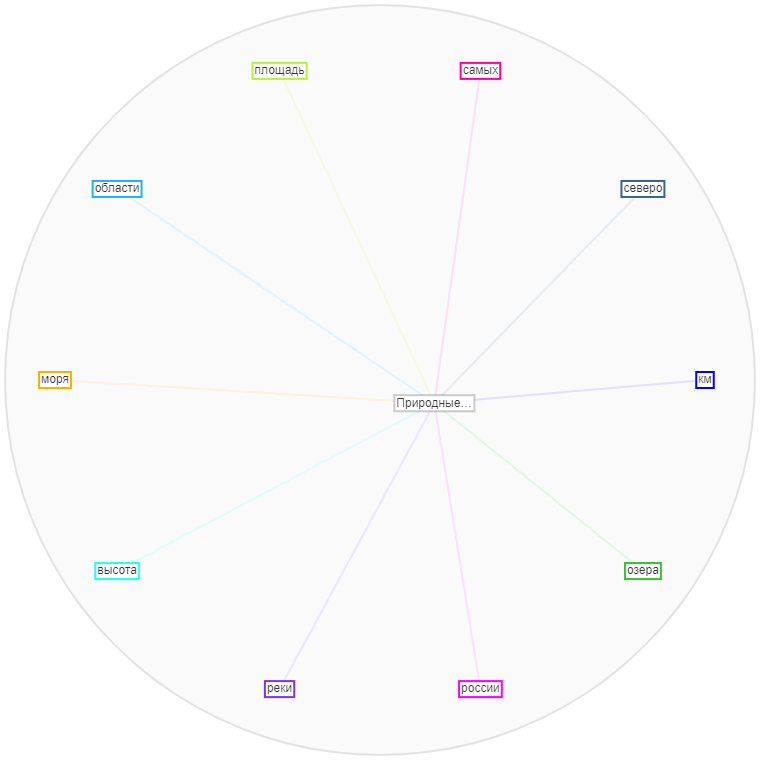 площадь
самых
области
северо
моря
км
Природные...
высота
озера
реки
россии